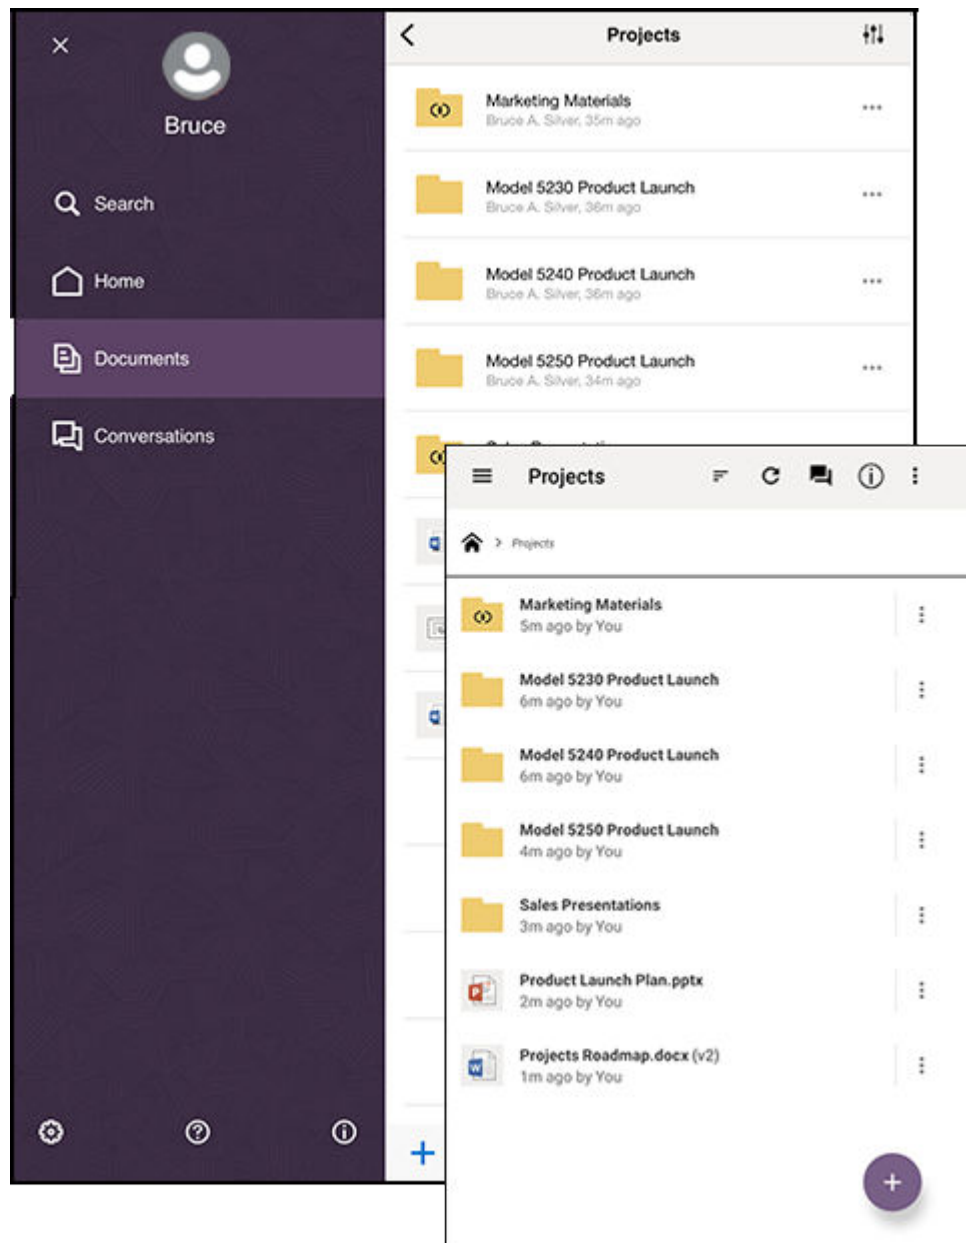 Bruce
Search
Home
Documents
Conversations
Projects
Marketing Materials
Bruce A. Silver, 35m ago
Model 5230 Product Launch
Bruce A. Silver, 36m ago
Model 5240 Product Launch
Bruce A. Silver, 36m ago
Model 5250 Product Launch
Bruce A. Silver, 34m ago
Projects
Projects
Marketing Materials
5m ago by You
Model 5230 Product Launch
6m ago by You
Model 5240 Product Launch
6m ago by You
Model 5250 Product Launch
4m ago by You
Sales Presentations
3m ago by You
Product Launch Plan.pptx
2m ago by You
Projects Roadmap.docx (v2)
1m ago by You